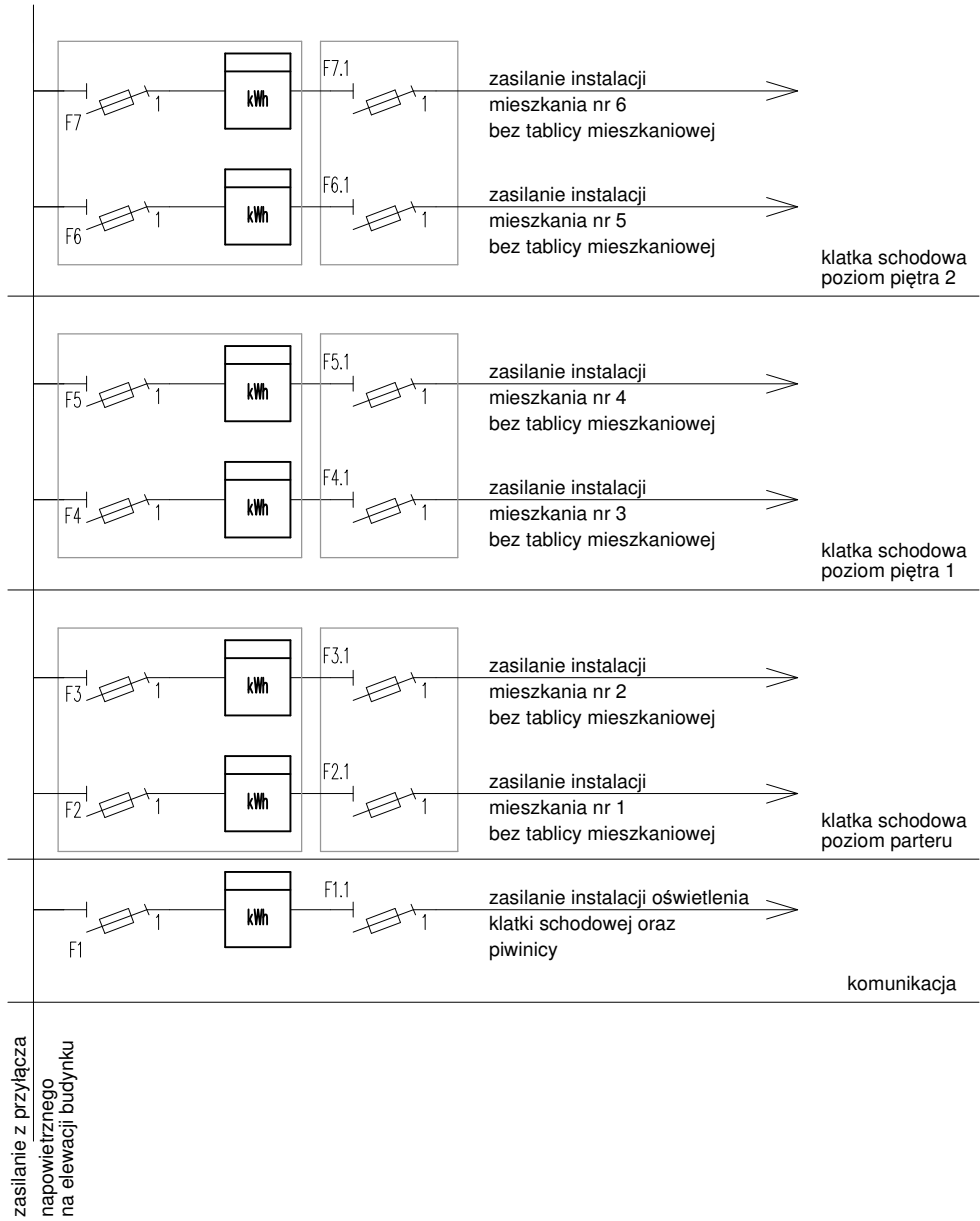 F7
1
kWh
F7.1
1
zasilanie instalacji
mieszkania nr 6
bez tablicy mieszkaniowej
F6
1
kWh
F6.1
1
zasilanie instalacji
mieszkania nr 5
bez tablicy mieszkaniowej
klatka schodowa
poziom piętra 2
F5
1
kWh
F5.1
1
zasilanie instalacji
mieszkania nr 4
bez tablicy mieszkaniowej
F4
1
kWh
F4.1
1
zasilanie instalacji
mieszkania nr 3
bez tablicy mieszkaniowej
klatka schodowa
poziom piętra 1
F3
1
kWh
F3.1
1
zasilanie instalacji
mieszkania nr 2
bez tablicy mieszkaniowej
F2
1
kWh
F2.1
1
zasilanie instalacji
mieszkania nr 1
bez tablicy mieszkaniowej
klatka schodowa
poziom parteru
F1
1
kWh
F1.1
1
zasilanie instalacji oświetlenia
klatki schodowej oraz
piwinicy
komunikacja
zasilanie z przyłącza
napowietrznego
na elewacji budynku